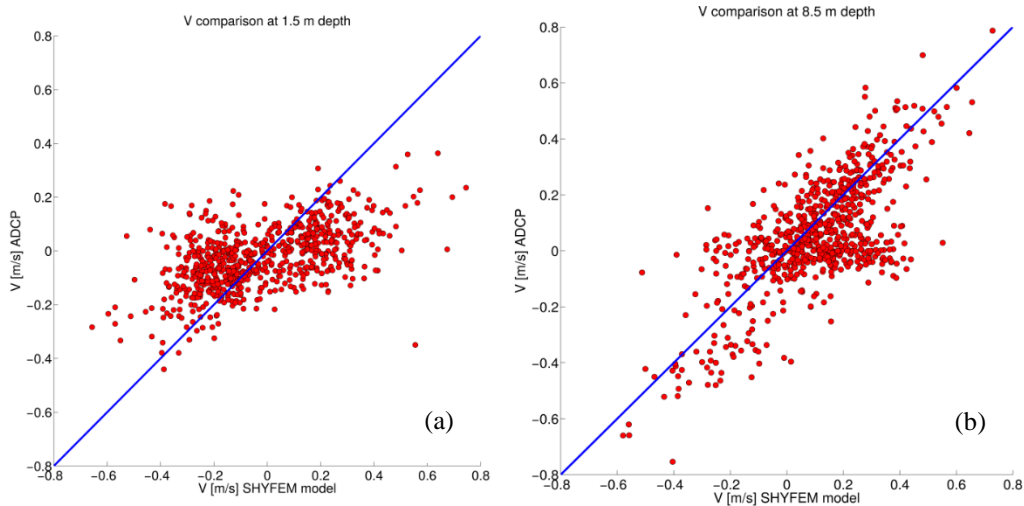 V comparison at 1.5 m depth
0.8
0.6
0.4
0.2
0
−0.2
−0.4
−0.6
−0.8
V [m/s] ADCP
−0.8 −0.6 −0.4 −0.2 0 0.2 0.4 0.6 0.8
V [m/s] SHYFEM model
(a)
V comparison at 8.5 m depth
0.8
0.6
0.4
0.2
0
−0.2
−0.4
−0.6
−0.8
V [m/s] ADCP
−0.8 −0.6 −0.4 −0.2 0 0.2 0.4 0.6 0.8
V [m/s] SHYFEM model
(b)